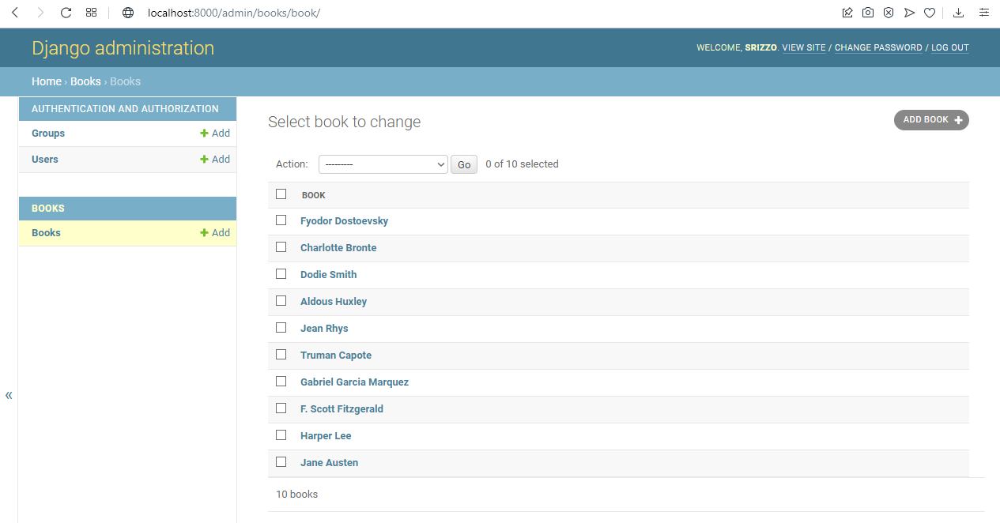 localhost:8000/admin/books/book/
Django administration
WELCOME, SRIZZO. VIEW SITE / CHANGE PASSWORD / LOG OUT
Home › Books › Books
AUTHENTICATION AND AUTHORIZATION
Groups + Add
Users + Add
BOOKS
Books + Add
«
Select book to change
ADD BOOK +
Action: --------- Go 0 of 10 selected
BOOK
Fyodor Dostoevsky
Charlotte Bronte
Dodie Smith
Aldous Huxley
Jean Rhys
Truman Capote
Gabriel Garcia Marquez
F. Scott Fitzgerald
Harper Lee
Jane Austen
10 books